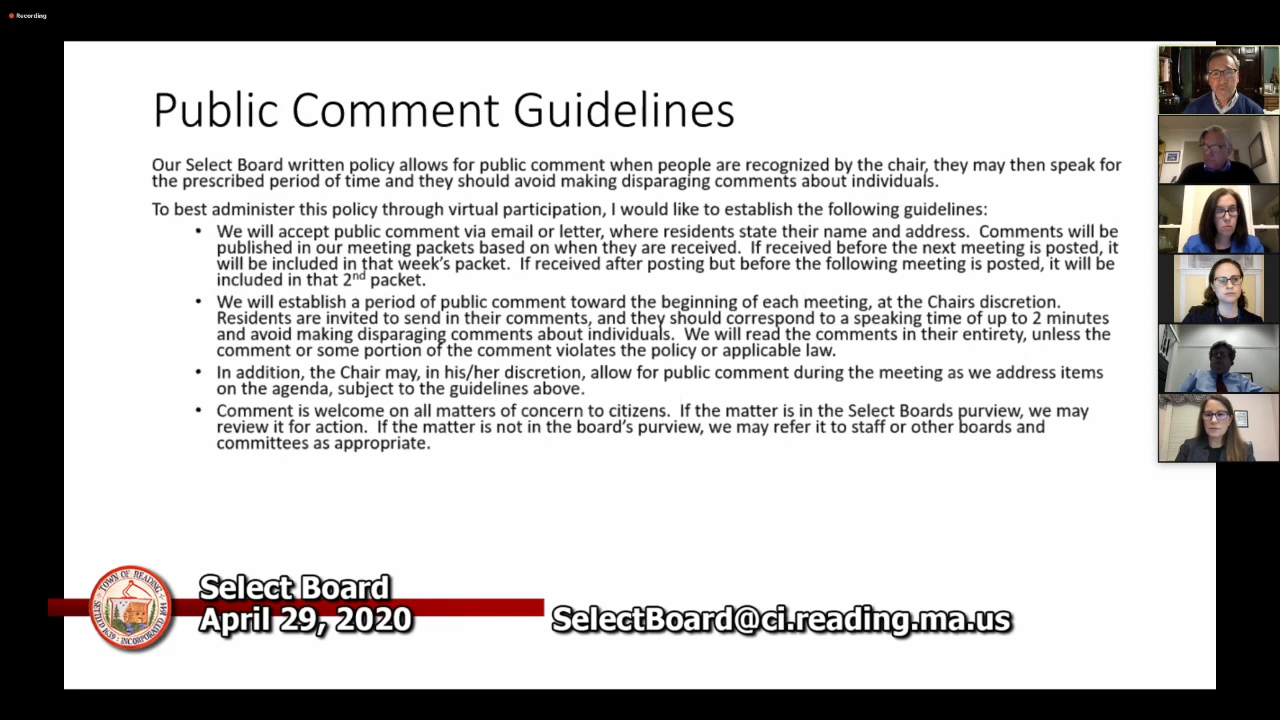 Recording
Public Comment Guidelines
Our Select Board written policy allows for public comment when people are recognized by the chair, they may then speak for
the prescribed period of time and they should avoid making disparaging comments about individuals.
To best administer this policy through virtual participation, I would like to establish the following guidelines:
• We will accept public comment via email or letter, where residents state their name and address.  Comments will be
published in our meeting packets based on when they are received.  If received before the next meeting is posted, it
will be included in that week's packet.  If received after posting but before the following meeting is posted, it will be
included in that 2nd packet.
• We will establish a period of public comment toward the beginning of each meeting, at the Chairs discretion.
Residents are invited to send in their comments, and they should correspond to a speaking time of up to 2 minutes
and avoid making disparaging comments about individuals.  We will read the comments in their entirety, unless the
comment or some portion of the comment violates the policy or applicable law.
• In addition, the Chair may, in his/her discretion, allow for public comment during the meeting as we address items
on the agenda, subject to the guidelines above.
• Comment is welcome on all matters of concern to citizens.  If the matter is in the Select Boards purview, we may
review it for action.  If the matter is not in the board's purview, we may refer it to staff or other boards and
committees as appropriate.
TOWN OF READING
SETTLED 1639 : INCORPORATED 1644
Select Board
April 29, 2020
SelectBoard@ci.reading.ma.us